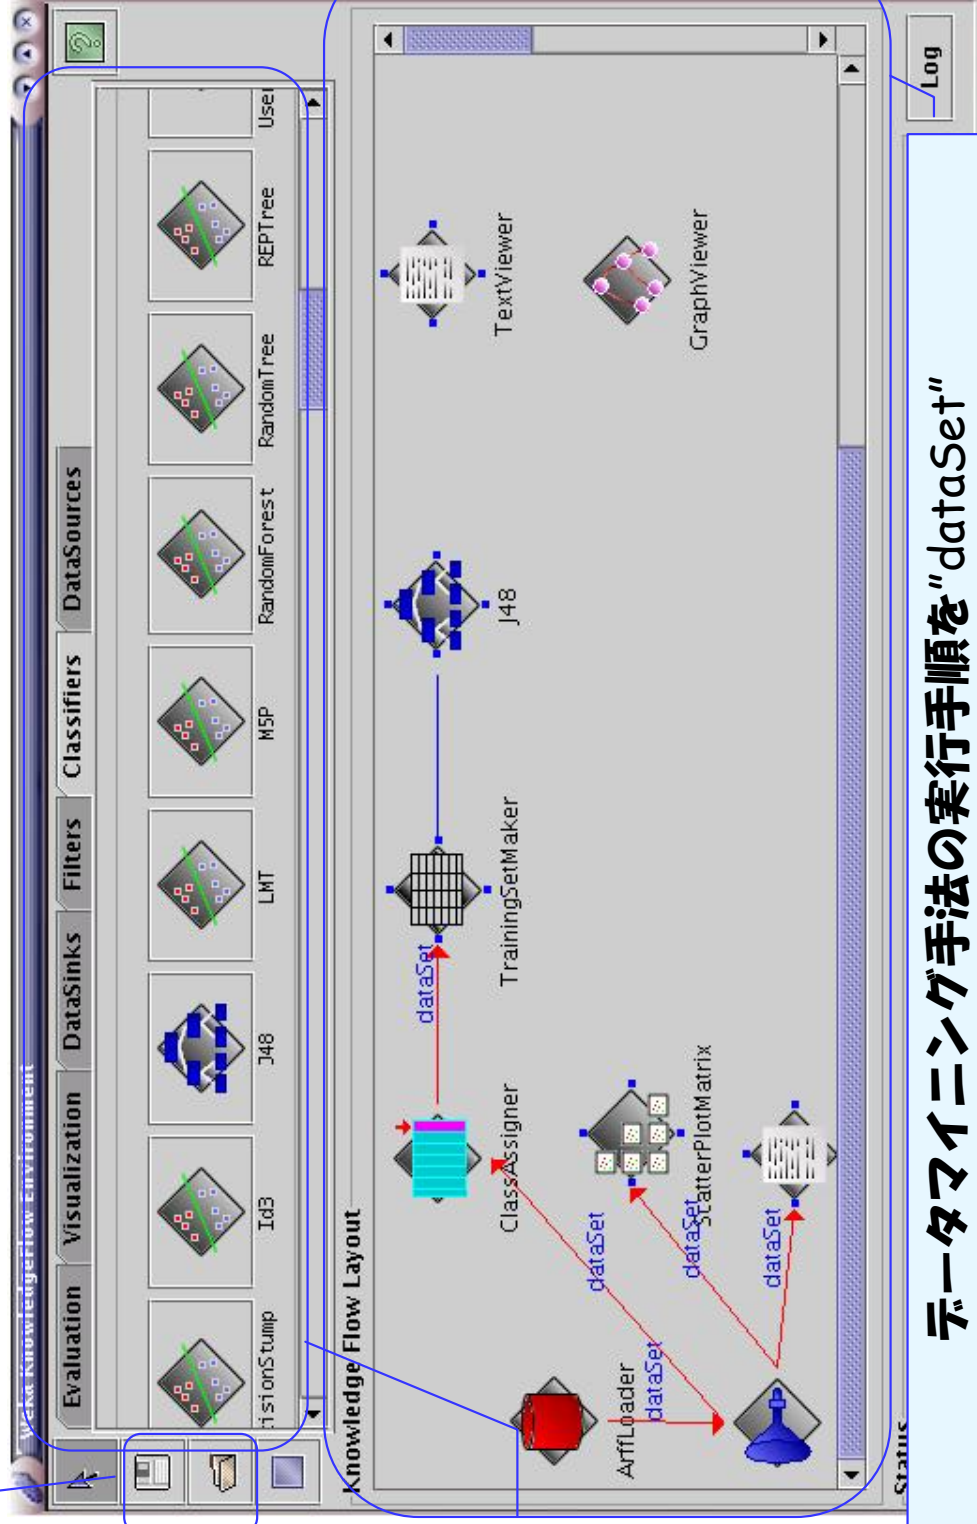 Weka KnowledgeFlow Environment
Evaluation
Visualization
DataSinks
Filters
Classifiers
DataSources
Id3
J48
LMT
M5P
RandomForest
RandomTree
REPTree
User
Knowledge Flow Layout
ArffLoader
dataSet
dataSet
dataSet
dataSet
ClassAssigner
ScatterPlotMatrix
dataSet
TrainingSetMaker
J48
TextViewer
GraphViewer
Status
Log
データマイニング手法の実行手順を"dataSet"